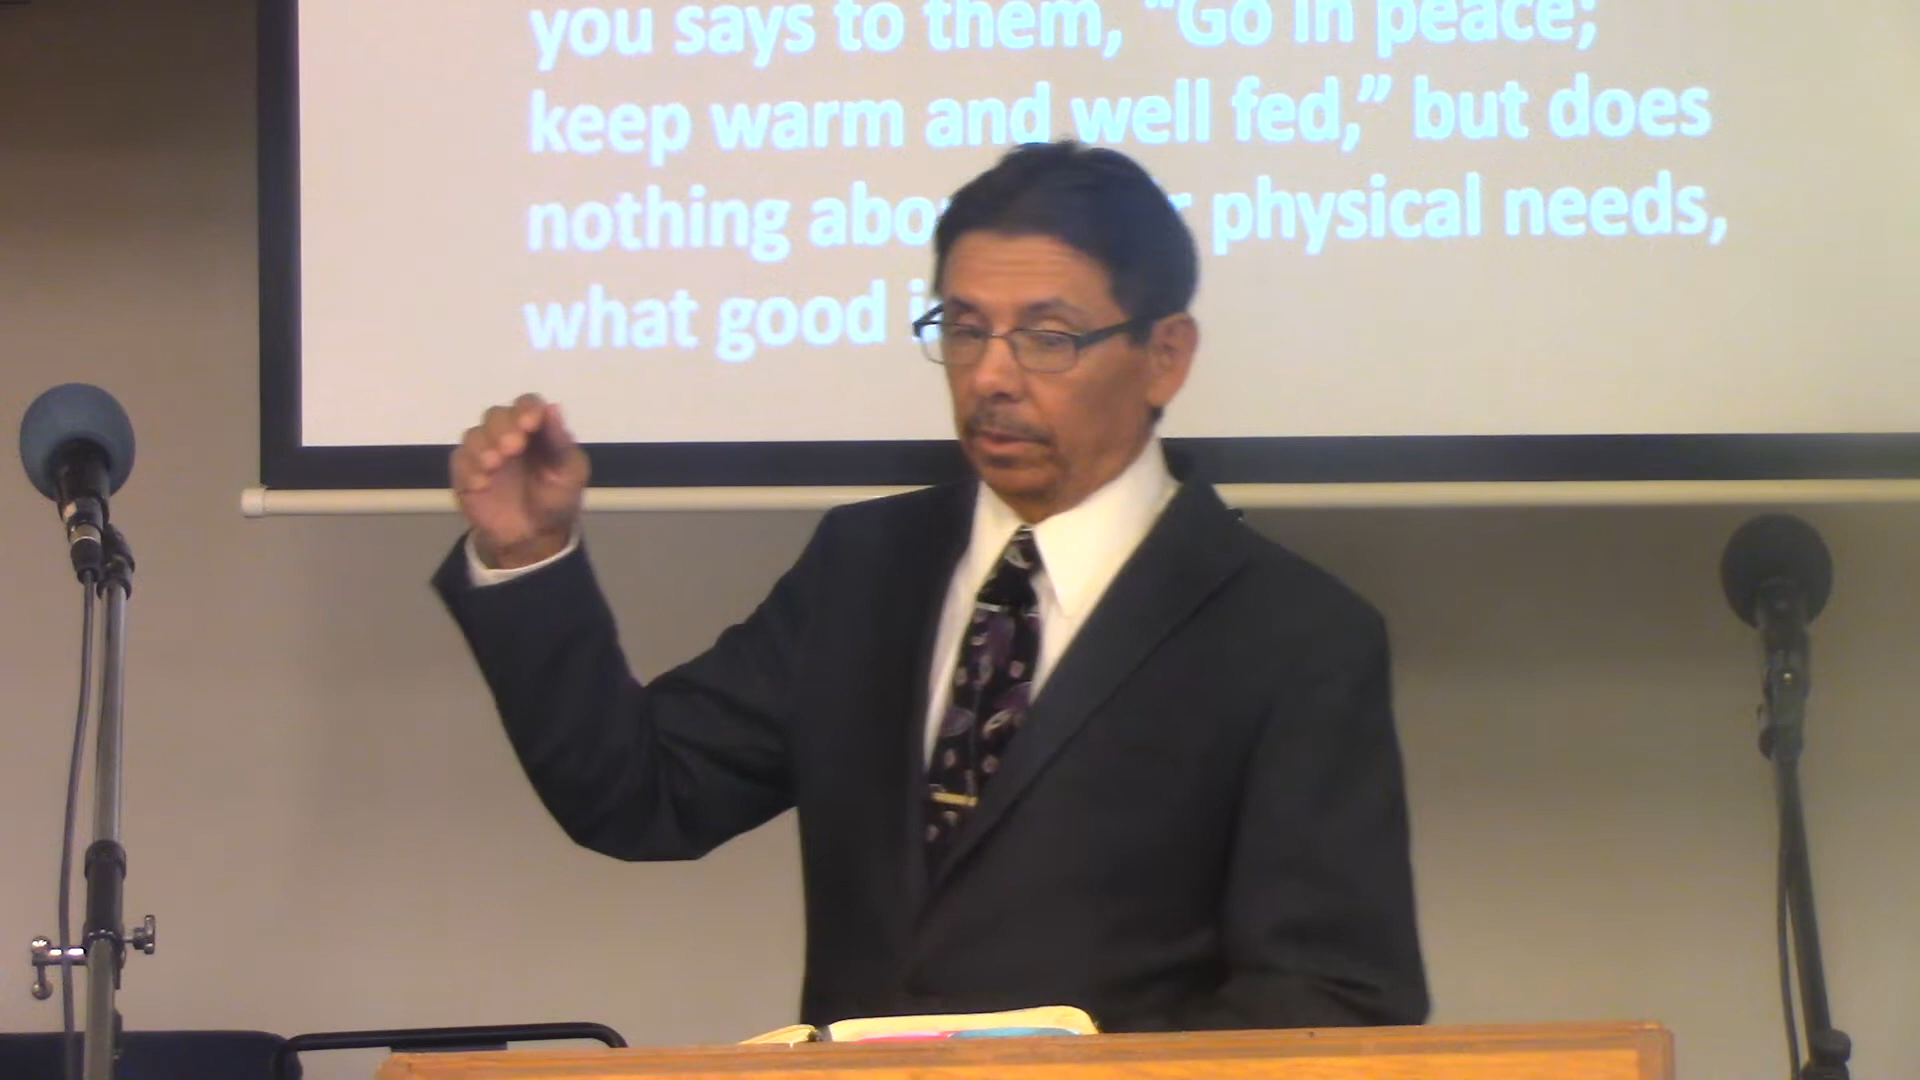 you says to them, “Go in peace;
keep warm and well fed,” but does
nothing physical needs,
what good